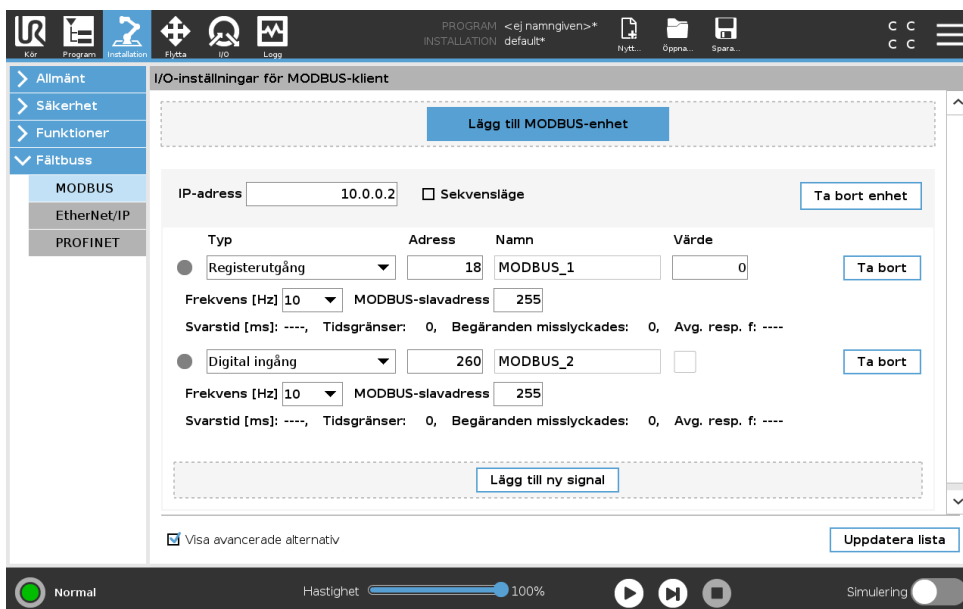 UR
Kör Program Installation Flytta I/O Logg
PROGRAM <ej namngiven>*
INSTALLATION default*
Nytt... Öppna... Spara...
C C
C C
Allmänt
Säkerhet
Funktioner
Fältbuss
MODBUS
EtherNet/IP
PROFINET
I/O-inställningar för MODBUS-klient
Lägg till MODBUS-enhet
IP-adress 10.0.0.2 Sekvensläge Ta bort enhet
Typ Adress Namn Värde
Registerutgång 18 MODBUS_1 0 Ta bort
Frekvens [Hz] 10 MODBUS-slavadress 255
Svarstid [ms]: ----, Tidsgränser: 0, Begäranden misslyckades: 0, Avg. resp. f: ----
Digital ingång 260 MODBUS_2 Ta bort
Frekvens [Hz] 10 MODBUS-slavadress 255
Svarstid [ms]: ----, Tidsgränser: 0, Begäranden misslyckades: 0, Avg. resp. f: ----
Lägg till ny signal
Visa avancerade alternativ Uppdatera lista
Normal Hastighet 100% Simulering